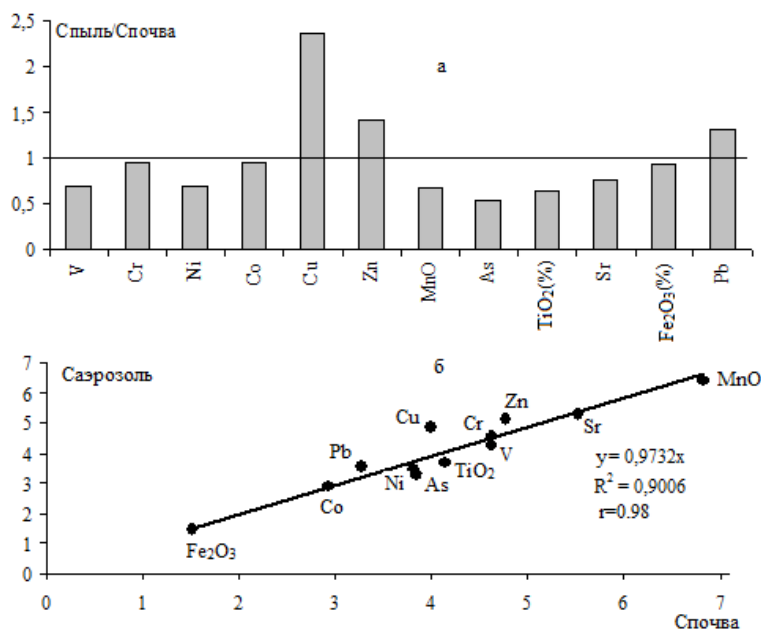 2,5
Спыль/Спочва
2
а
1,5
1
0,5
0
V
Cr
Ni
Co
Cu
Zn
MnO
As
TiO2(%)
Sr
Fe2O3(%)
Pb
7
Саэрозоль
б
6
5
4
3
2
1
0
MnO
Zn
Cu
Cr
Sr
Pb
V
TiO2
Ni
As
Co
Fe2O3
y= 0,9732x
R² = 0,9006
r=0.98
0 1 2 3 4 5 6 7
Спочва